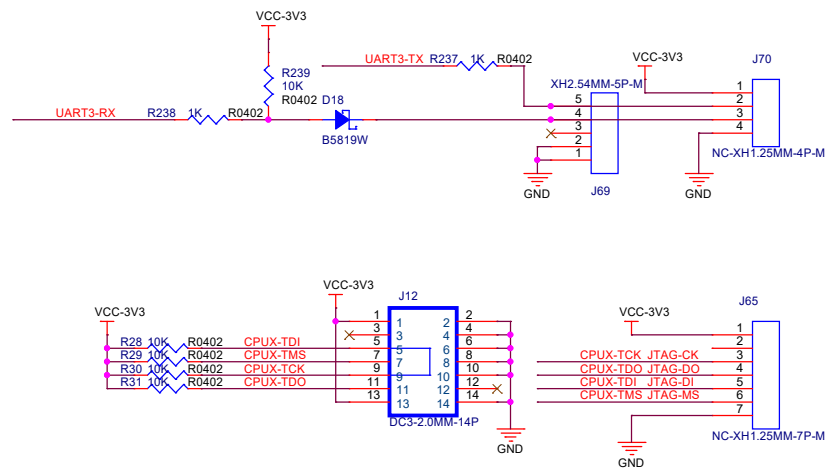 VCC-3V3
UART3-TX R237 1K R0402
VCC-3V3
J70
R239
10K
R0402
XH2.54MM-5P-M
UART3-RX R238 1K R0402
D18
B5819W
5
4
3
2
1
1
2
3
4
NC-XH1.25MM-4P-M
GND
J69
GND
VCC-3V3
J12
VCC-3V3
VCC-3V3
J65
1 1 2 2
3 3 4 4
R28 10K R0402 CPUX-TDI 5 5 6 6
R29 10K R0402 CPUX-TMS 7 7 8 8
R30 10K R0402 CPUX-TCK 9 9 10 10
R31 10K R0402 CPUX-TDO 11 11 12 12
13 13 14 14
DC3-2.0MM-14P
GND
1
2
CPUX-TCK JTAG-CK 3
CPUX-TDO JTAG-DO 4
CPUX-TDI JTAG-DI 5
CPUX-TMS JTAG-MS 6
7
NC-XH1.25MM-7P-M
GND